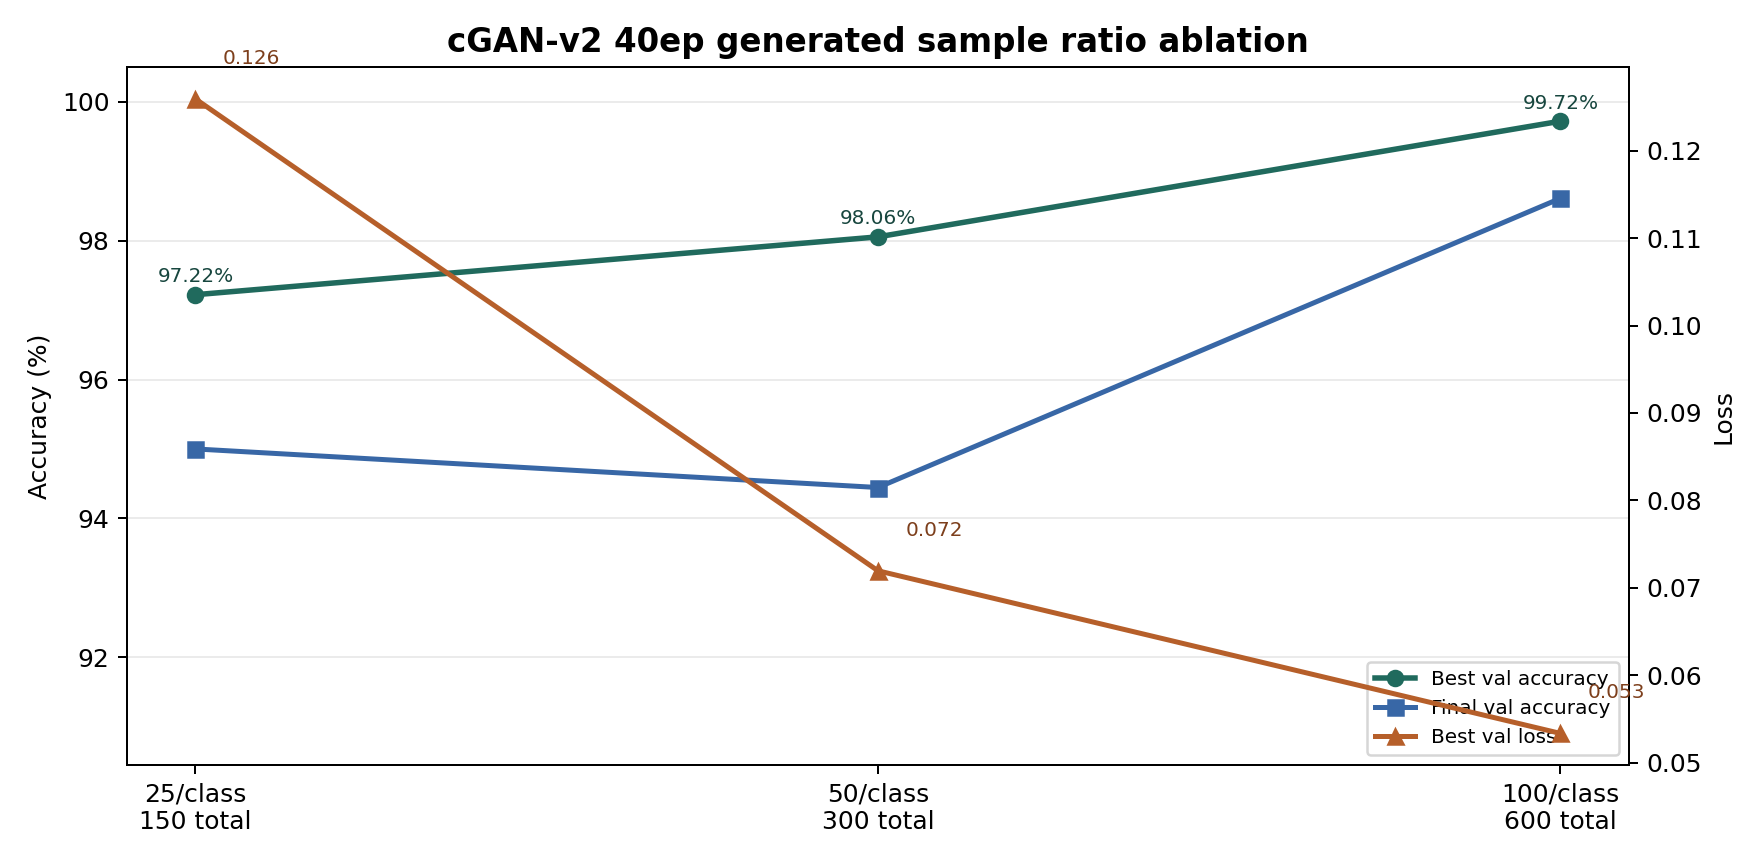 cGAN-v2 40ep generated sample ratio ablation
0.126
100
99.72%
0.12
98.06%
0.11
98
97.22%
0.10
96
Accuracy (%)
Loss
0.09
0.08
94
0.072
0.07
92
0.06
Best val accuracy
0.053
Final val accuracy
Best val loss
0.05
25/class
150 total
50/class
300 total
100/class
600 total